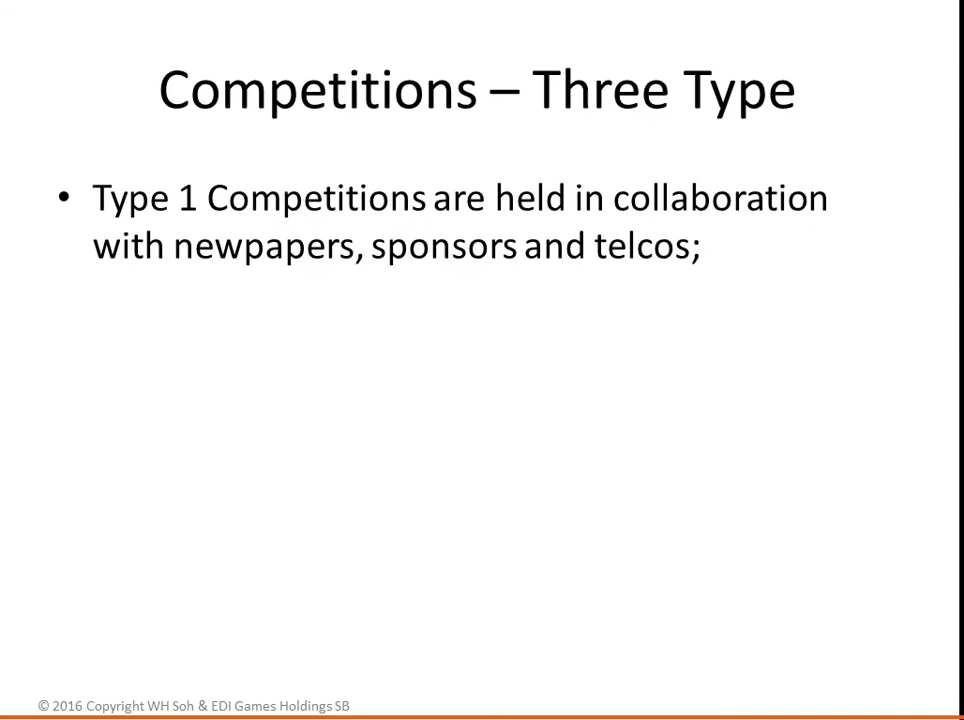 Competitions – Three Type
• Type 1 Competitions are held in collaboration
with newpapers, sponsors and telcos;
© 2016 Copyright WH Soh & EDI Games Holdings SB